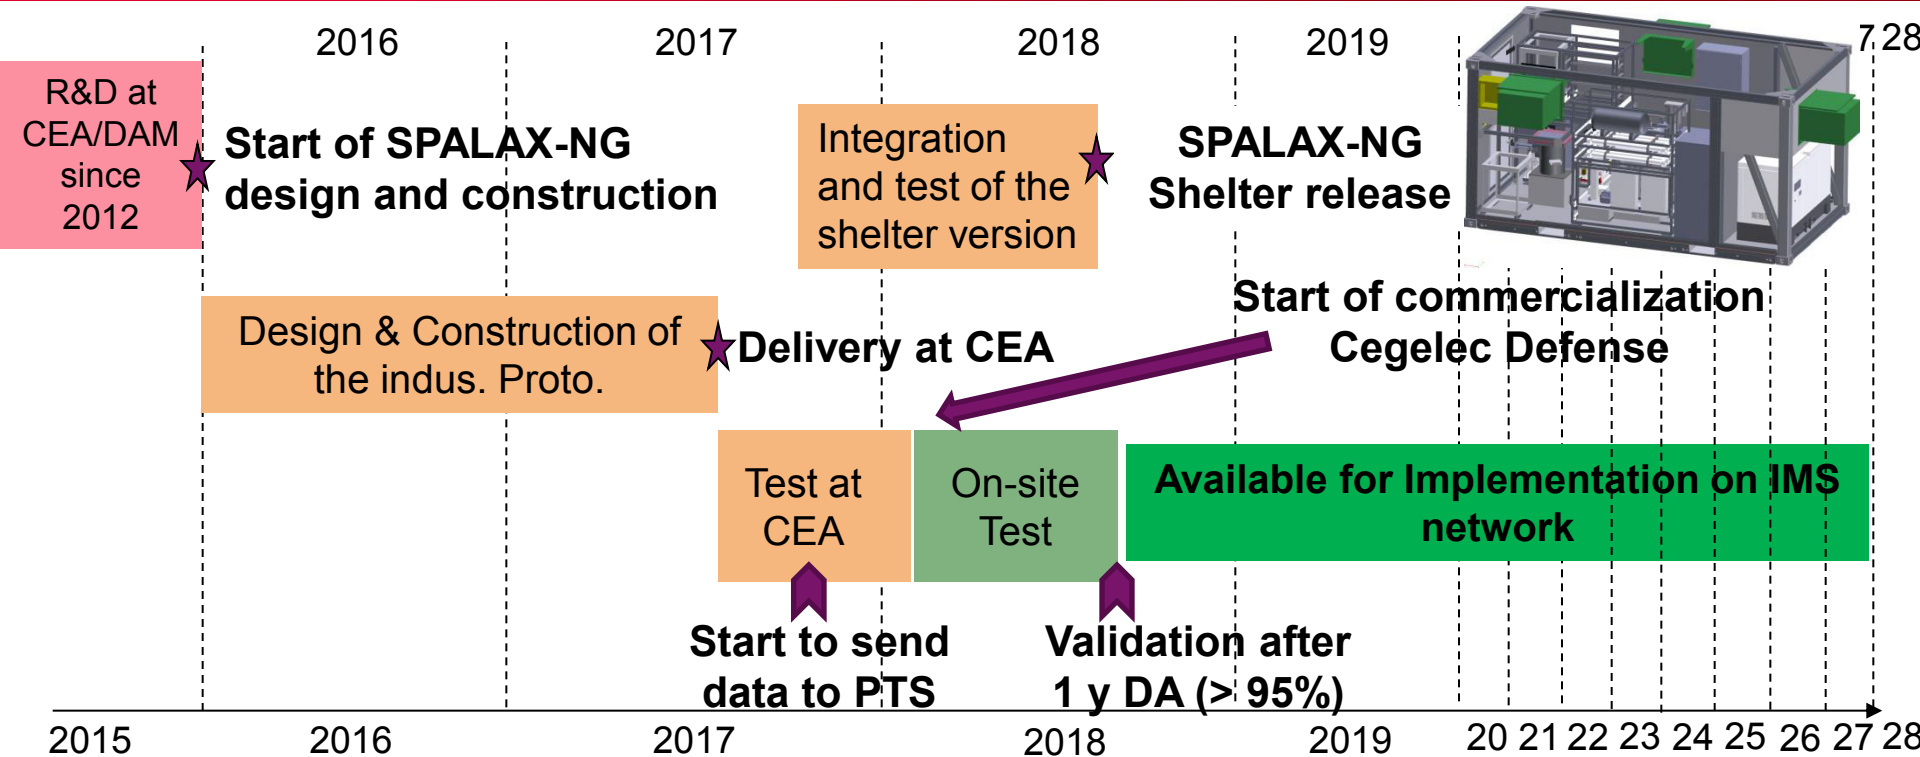 2016
2017
2018
2019
7
28
R&D at
CEA/DAM
since
2012
Start of SPALAX-NG
design and construction
Integration
and test of the
shelter version
SPALAX-NG
Shelter release
Design & Construction of
the indus. Proto.
Delivery at CEA
Start of commercialization
Cegelec Defense
Test at
CEA
On-site
Test
Available for Implementation on IMS
network
Start to send
data to PTS
Validation after
1 y DA (> 95%)
2015
2016
2017
2018
2019
20
21
22
23
24
25
26
27
28